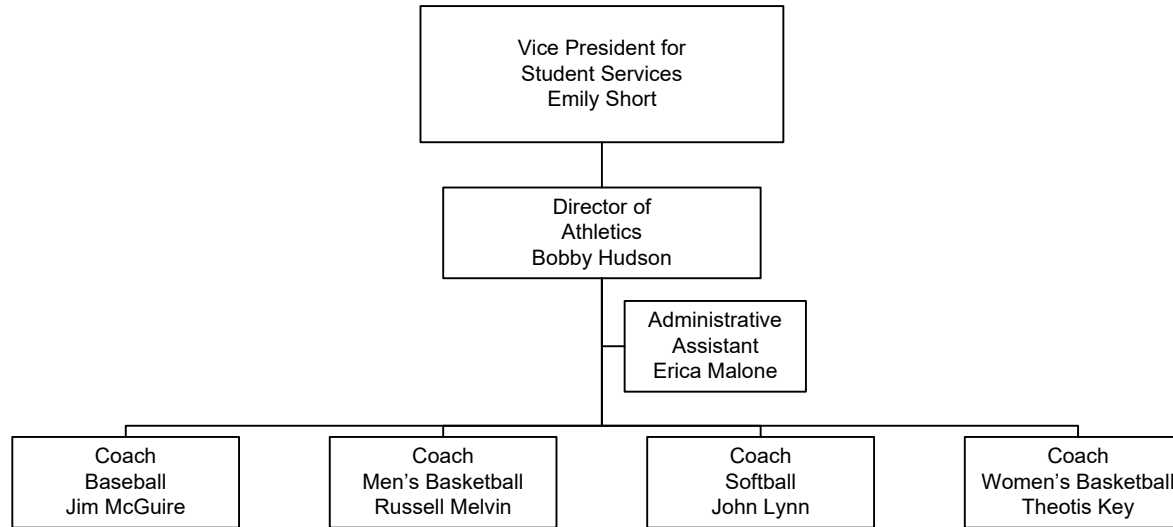 Vice President for
Student Services
Emily Short
Director of
Athletics
Bobby Hudson
Administrative
Assistant
Erica Malone
Coach
Baseball
Jim McGuire
Coach
Men’s Basketball
Russell Melvin
Coach
Softball
John Lynn
Coach
Women’s Basketball
Theotis Key